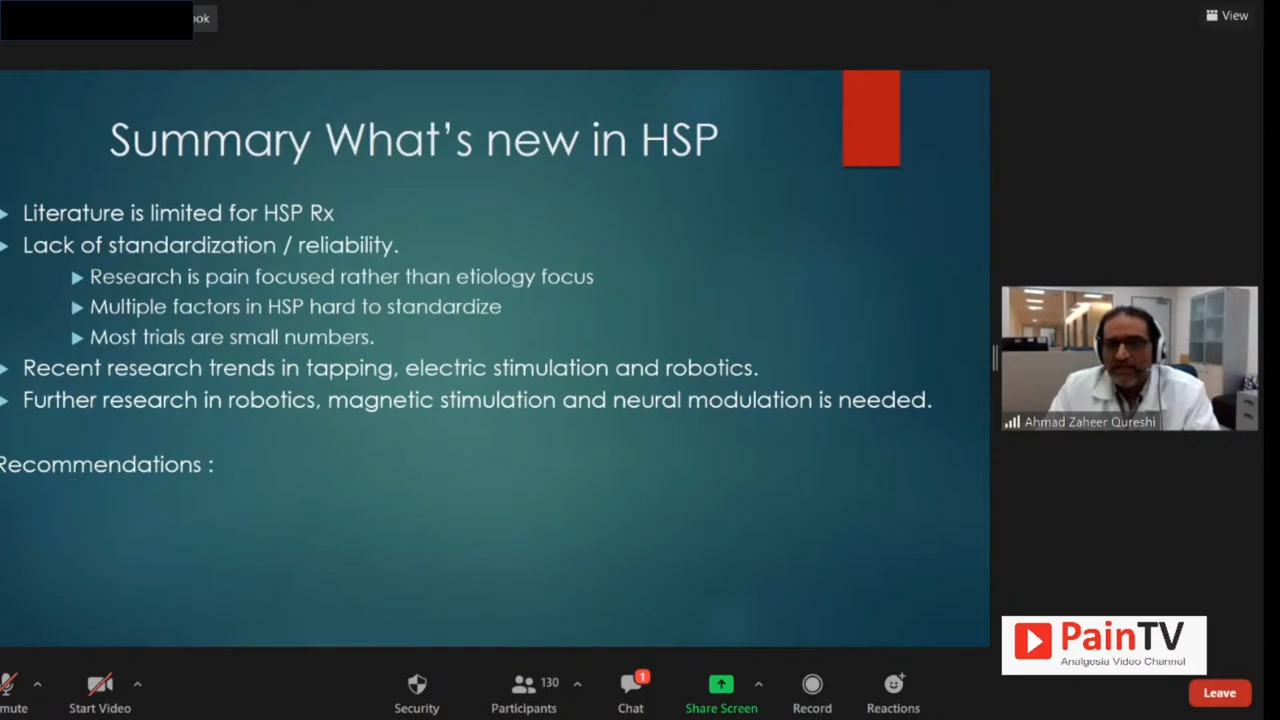 ook
View
Summary What's new in HSP
Literature is limited for HSP Rx
Lack of standardization / reliability.
Research is pain focused rather than etiology focus
Multiple factors in HSP hard to standardize
Most trials are small numbers.
Recent research trends in tapping, electric stimulation and robotics.
Further research in robotics, magnetic stimulation and neural modulation is needed.
Recommendations :
Ahmad Zaheer Qureshi
PainTV
Analgesia Video Channel
130
1
mute
Start Video
Security
Participants
Chat
Share Screen
Record
Reactions
Leave